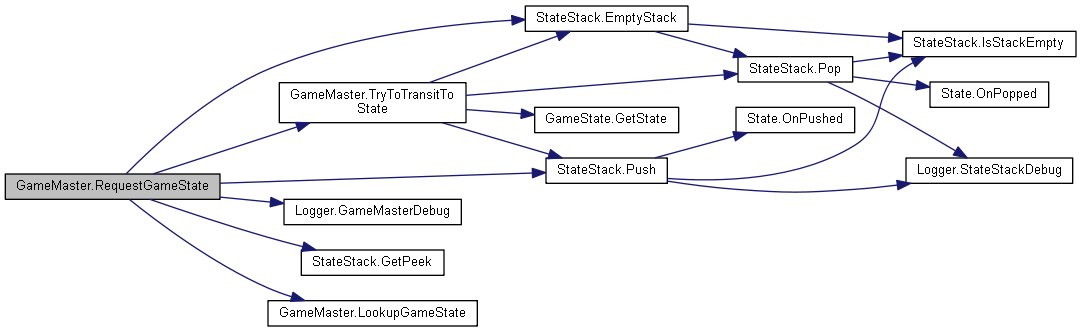 StateStack.EmptyStack
StateStack.IsStackEmpty
StateStack.Pop
GameMaster.TryToTransitTo
State
State.OnPopped
GameState.GetState
State.OnPushed
StateStack.Push
Logger.StateStackDebug
GameMaster.RequestGameState
Logger.GameMasterDebug
StateStack.GetPeek
GameMaster.LookupGameState